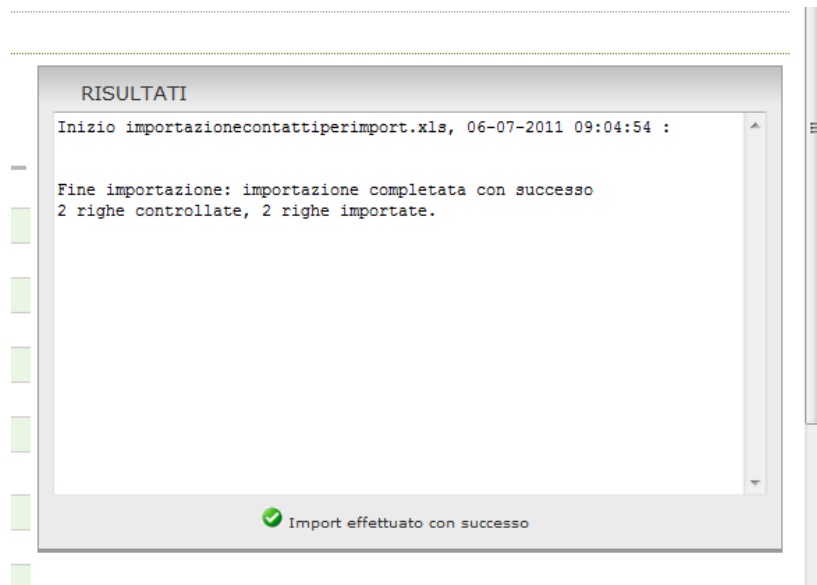 RISULTATI
Inizio importazionecontattiperimport.xls, 06-07-2011 09:04:54 :
Fine importazione: importazione completata con successo
2 righe controllate, 2 righe importate.
Import effettuato con successo